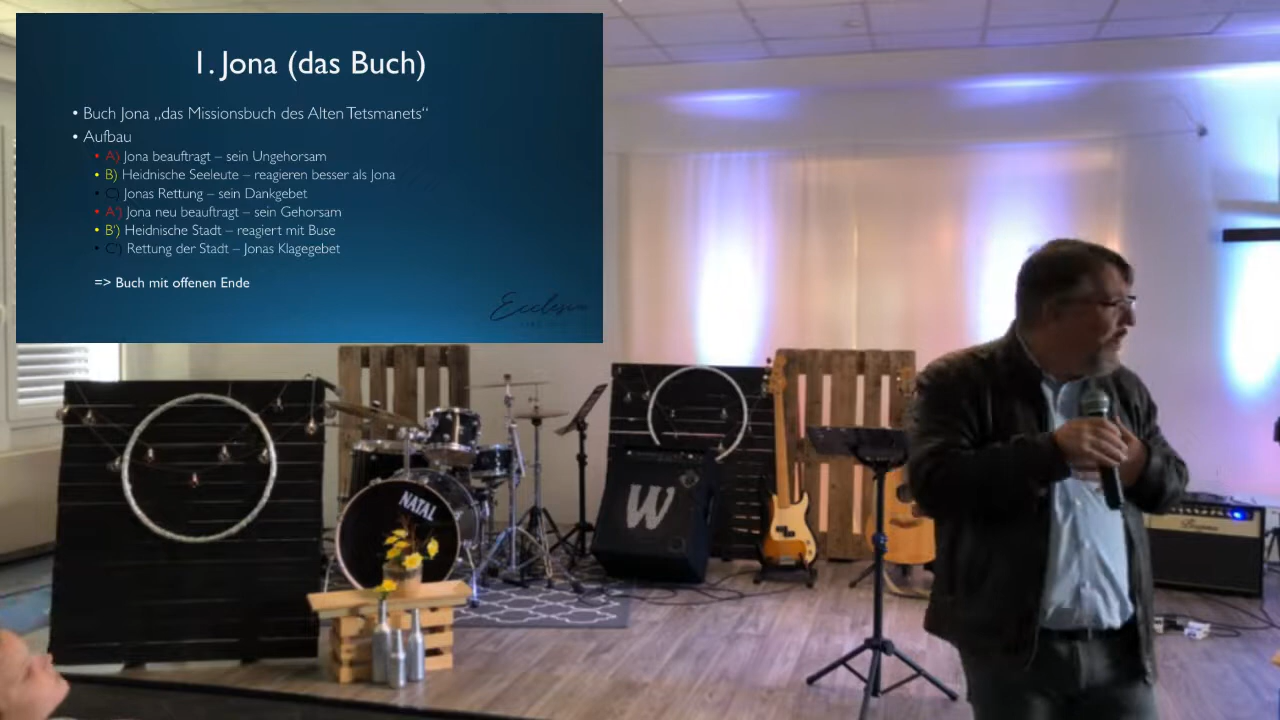 1. Jona (das Buch)
• Buch Jona „das Missionsbuch des Alten Tetsmanets“
• Aufbau
• A) Jona beauftragt – sein Ungehorsam
• B) Heidnische Seeleute – reagieren besser als Jona
• C) Jonas Rettung – sein Dankgebet
• A') Jona neu beauftragt – sein Gehorsam
• B') Heidnische Stadt – reagiert mit Buse
• C') Rettung der Stadt – Jonas Klagegebet
=> Buch mit offenen Ende
Ecclesia
NATAL
W